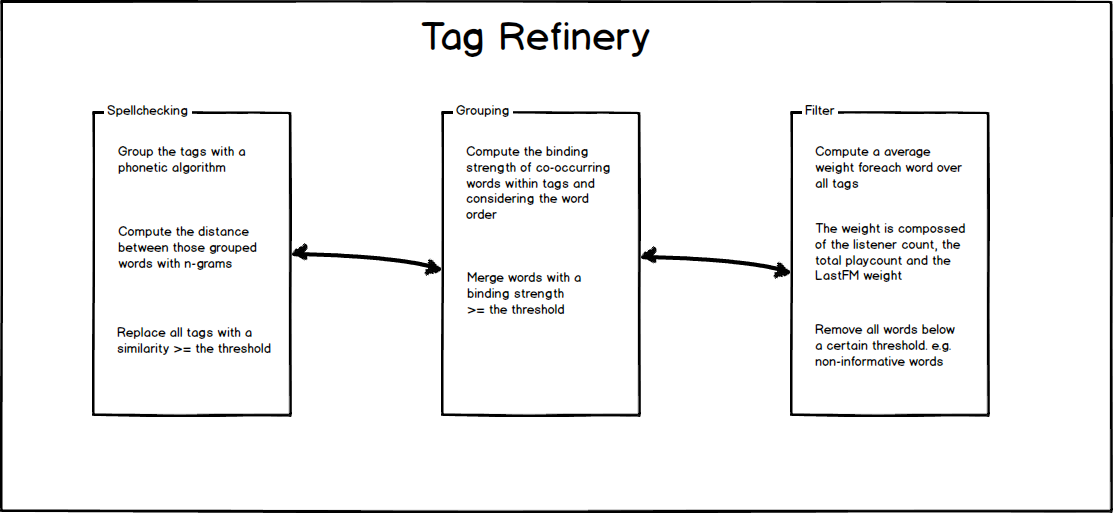 Tag Refinery
Spellchecking
Group the tags with a
phonetic algorithm
Compute the distance
between those grouped
words with n-grams
Replace all tags with a
similarity >= the threshold
Grouping
Compute the binding
strength of co-occurring
words within tags and
considering the word
order
Merge words with a
binding strength
>= the threshold
Filter
Compute a average
weight foreach word over
all tags
The weight is compossed
of the listener count, the
total playcount and the
LastFM weight
Remove all words below
a certain threshold. e.g.
non-informative words